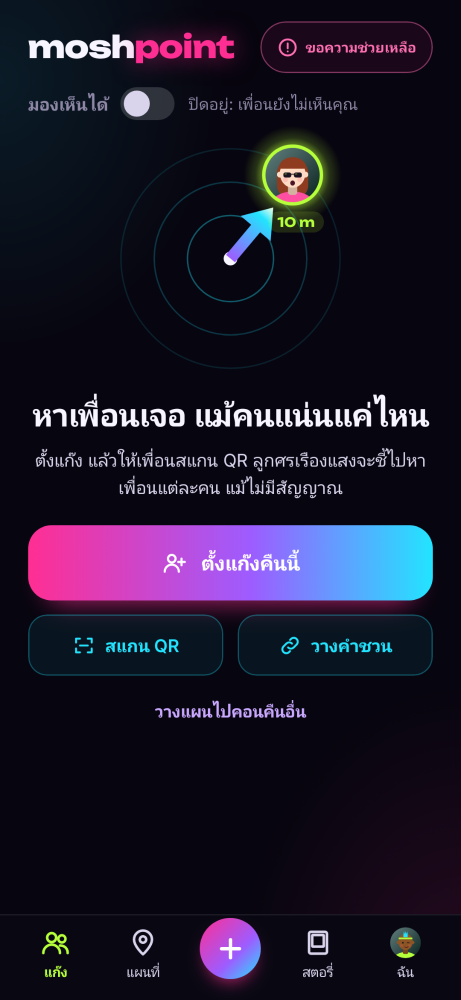 moshpoint
ขอความช่วยเหลือ
มองเห็นได้
ปิดอยู่: เพื่อนยังไม่เห็นคุณ
10 m
หาเพื่อนเจอ แม้คนแน่นแค่ไหน
ตั้งแก๊ง แล้วให้เพื่อนสแกน QR ลูกศรเรืองแสงจะชี้ไปหา
เพื่อนแต่ละคน แม้ไม่มีสัญญาณ
ตั้งแก๊งคืนนี้
สแกน QR
วางคำชวน
วางแผนไปคอนคืนอื่น
แก๊ง
แผนที่
สตอรี่
ฉัน